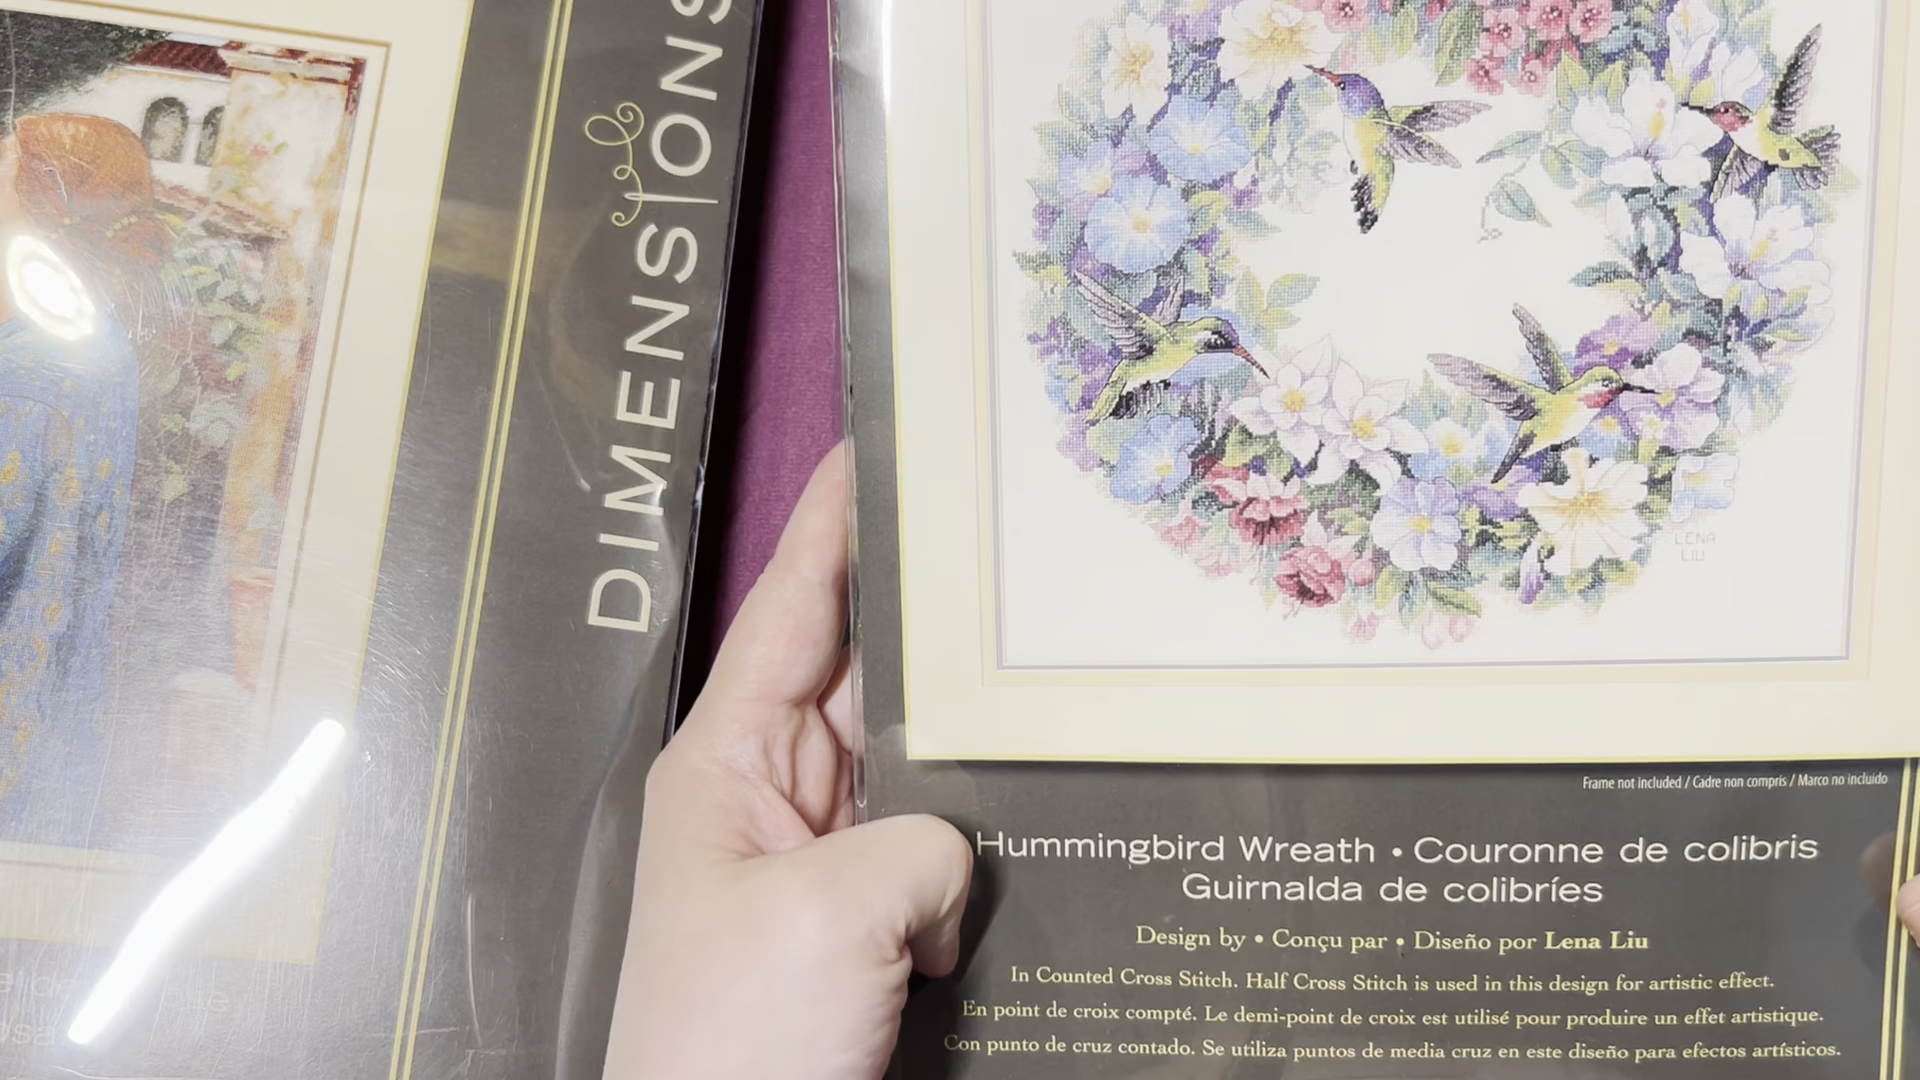 DIMENSIONS
LENA
LIU
Frame not included / Cadre non compris / Marco no incluido
Hummingbird Wreath • Couronne de colibris
Guirnalda de colibríes
Design by • Conçu par • Diseño por Lena Liu
In Counted Cross Stitch. Half Cross Stitch is used in this design for artistic effect.
En point de croix compté. Le demi-point de croix est utilisé pour produire un effet artistique.
Con punto de cruz contado. Se utiliza puntos de media cruz en este diseño para efectos artísticos.